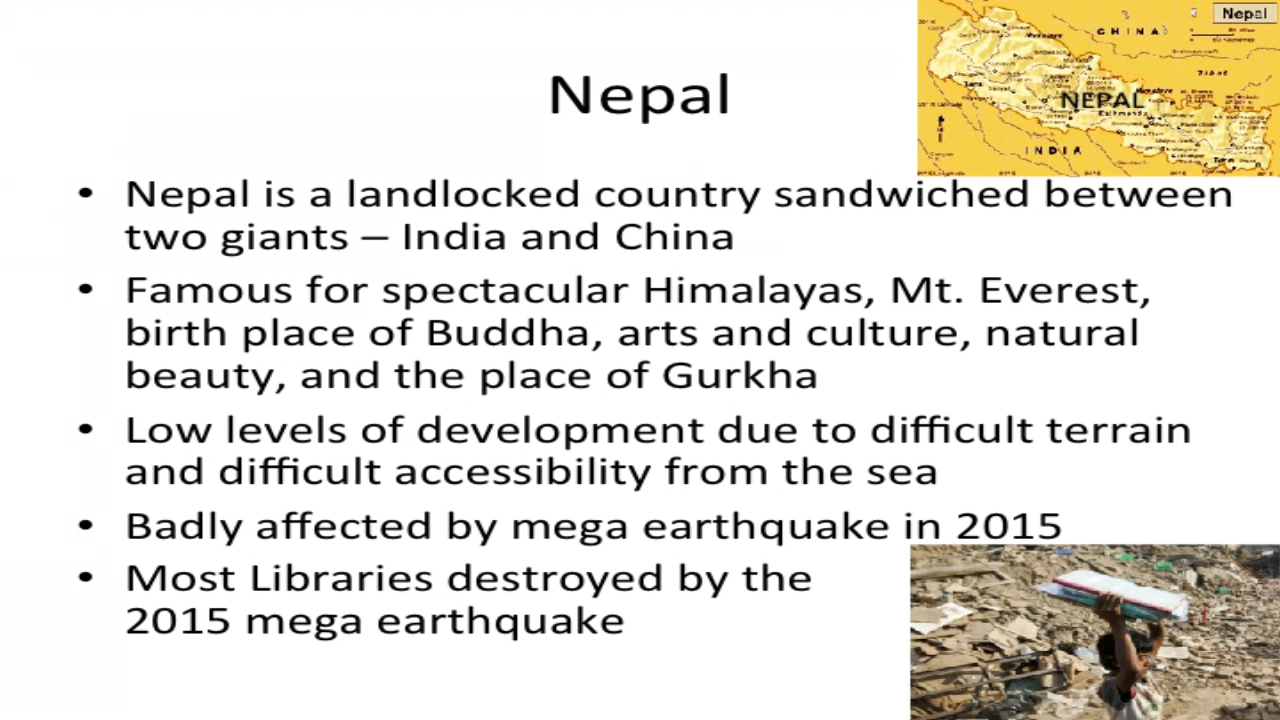 Nepal
Nepal
CHINA
NEPAL
INDIA
• Nepal is a landlocked country sandwiched between
two giants – India and China
• Famous for spectacular Himalayas, Mt. Everest,
birth place of Buddha, arts and culture, natural
beauty, and the place of Gurkha
• Low levels of development due to difficult terrain
and difficult accessibility from the sea
• Badly affected by mega earthquake in 2015
• Most Libraries destroyed by the
2015 mega earthquake